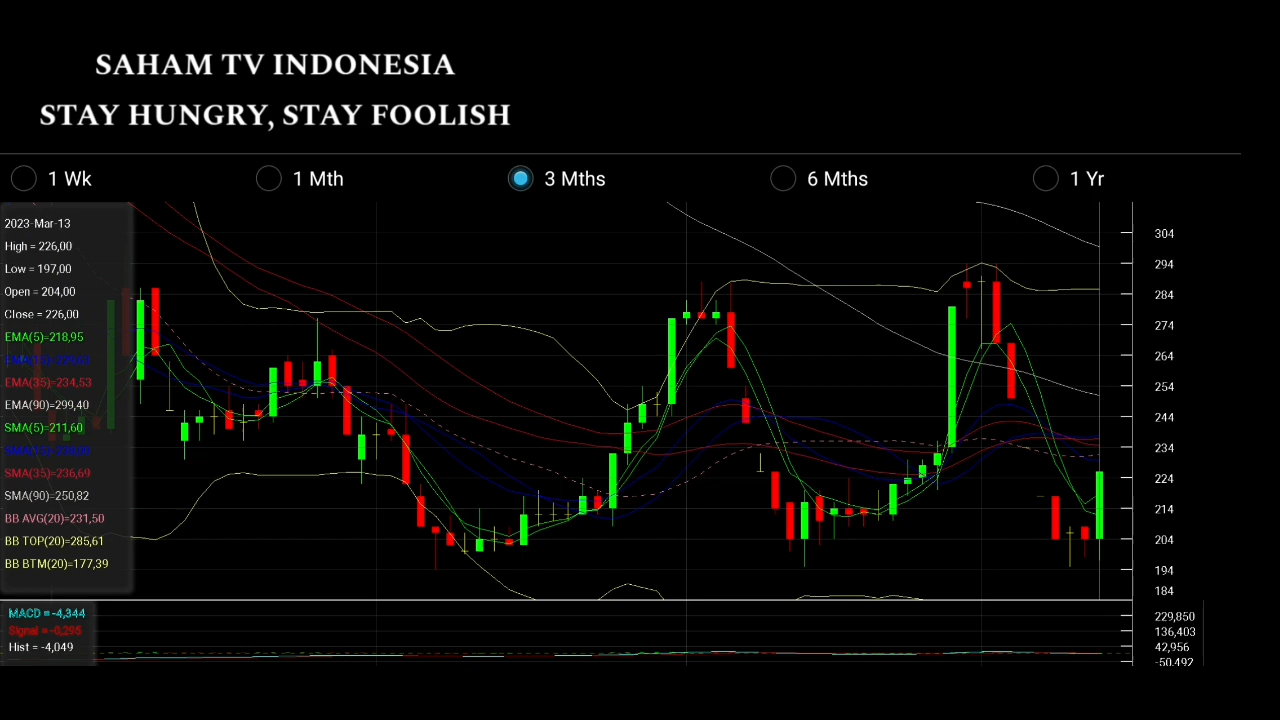 SAHAM TV INDONESIA
STAY HUNGRY, STAY FOOLISH
1 Wk
1 Mth
3 Mths
6 Mths
1 Yr
2023-Mar-13
High = 226,00
Low = 197,00
Open = 204,00
Close = 226,00
EMA(5)=218,95
EMA(35)=234,53
EMA(90)=299,40
SMA(5)=211,60
SMA(35)=236,69
SMA(90)=250,82
BB AVG(20)=231,50
BB TOP(20)=285,61
BB BTM(20)=177,39
304
294
284
274
264
254
244
234
224
214
204
194
184
MACD = -4,344
Signal = -0,295
Hist = -4,049
229,850
136,403
42,956
-50,492